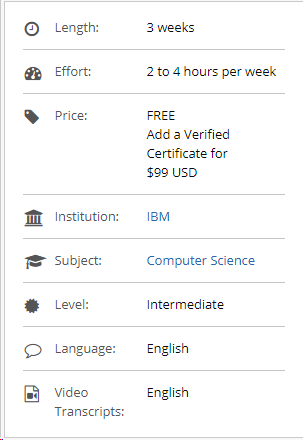 Length: 3 weeks
Effort: 2 to 4 hours per week
Price: FREE
Add a Verified
Certificate for
$99 USD
Institution: IBM
Subject: Computer Science
Level: Intermediate
Language: English
Video English
Transcripts: